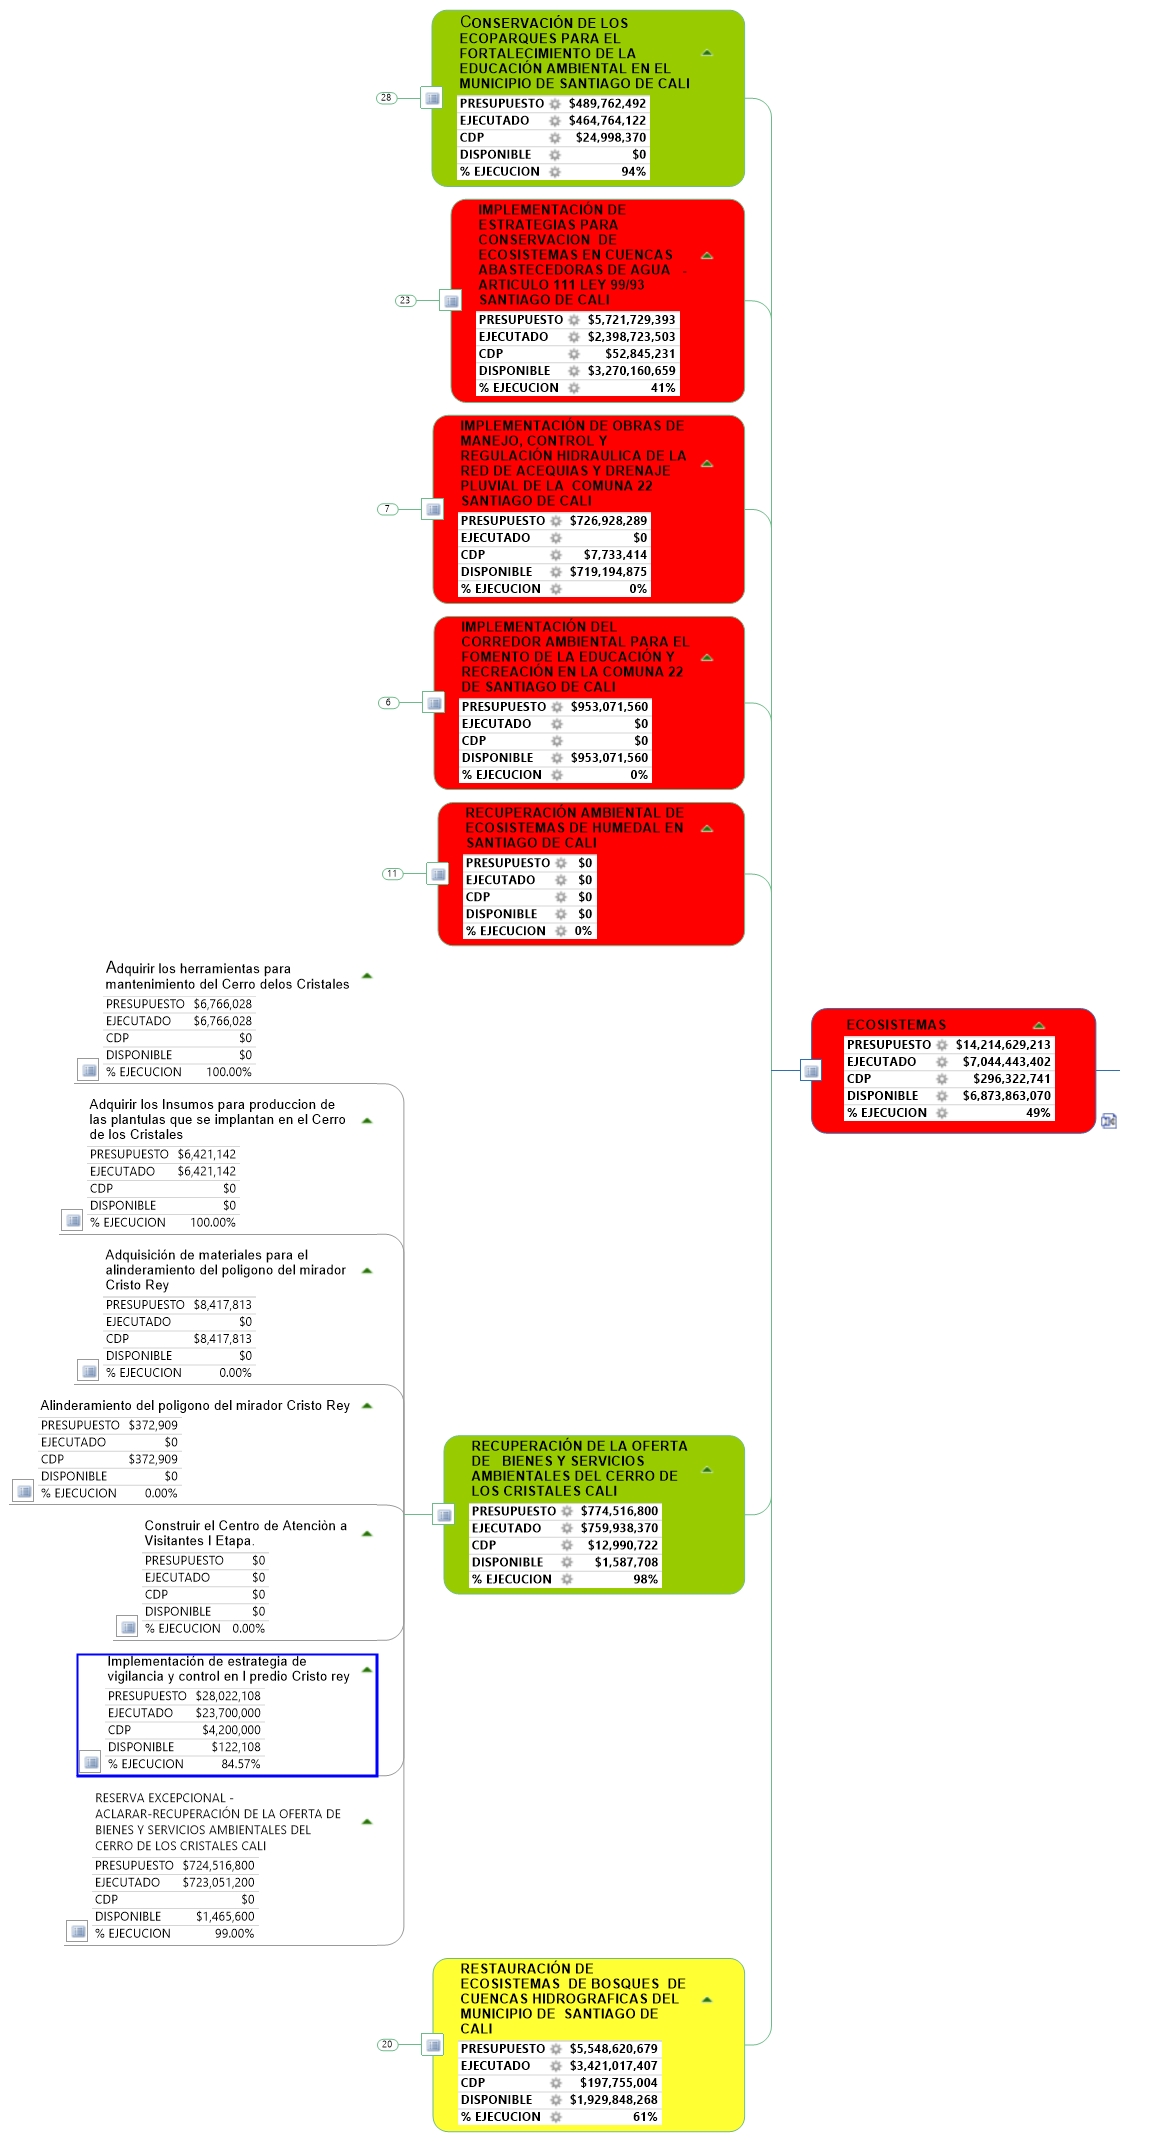 CONSERVACIÓN DE LOS
ECOPARQUES PARA EL
FORTALECIMIENTO DE LA
EDUCACIÓN AMBIENTAL EN EL
MUNICIPIO DE SANTIAGO DE CALI
28
PRESUPUESTO $489,762,492
EJECUTADO $464,764,122
CDP $24,998,370
DISPONIBLE $0
% EJECUCION 94%
IMPLEMENTACIÓN DE
ESTRATEGIAS PARA
CONSERVACION DE
ECOSISTEMAS EN CUENCAS
ABASTECEDORAS DE AGUA -
ARTICULO 111 LEY 99/93
SANTIAGO DE CALI
23
PRESUPUESTO $5,721,729,393
EJECUTADO $2,398,723,503
CDP $52,845,231
DISPONIBLE $3,270,160,659
% EJECUCION 41%
IMPLEMENTACIÓN DE OBRAS DE
MANEJO, CONTROL Y
REGULACIÓN HIDRÁULICA DE LA
RED DE ACEQUIAS Y DRENAJE
PLUVIAL DE LA COMUNA 22
SANTIAGO DE CALI
7
PRESUPUESTO $726,928,289
EJECUTADO $0
CDP $7,733,414
DISPONIBLE $719,194,875
% EJECUCION 0%
IMPLEMENTACIÓN DEL
CORREDOR AMBIENTAL PARA EL
FOMENTO DE LA EDUCACIÓN Y
RECREACIÓN EN LA COMUNA 22
DE SANTIAGO DE CALI
6
PRESUPUESTO $953,071,560
EJECUTADO $0
CDP $0
DISPONIBLE $953,071,560
% EJECUCION 0%
RECUPERACIÓN AMBIENTAL DE
ECOSISTEMAS DE HUMEDAL EN
SANTIAGO DE CALI
11
PRESUPUESTO $0
EJECUTADO $0
CDP $0
DISPONIBLE $0
% EJECUCION 0%
Adquirir los herramientas para
mantenimiento del Cerro delos Cristales
PRESUPUESTO $6,766,028
EJECUTADO $6,766,028
CDP $0
DISPONIBLE $0
% EJECUCION 100.00%
ECOSISTEMAS
PRESUPUESTO $14,214,629,213
EJECUTADO $7,044,443,402
CDP $296,322,741
DISPONIBLE $6,873,863,070
% EJECUCION 49%
Adquirir los Insumos para produccion de
las plantulas que se implantan en el Cerro
de los Cristales
PRESUPUESTO $6,421,142
EJECUTADO $6,421,142
CDP $0
DISPONIBLE $0
% EJECUCION 100.00%
Adquisición de materiales para el
alinderamiento del poligono del mirador
Cristo Rey
PRESUPUESTO $8,417,813
EJECUTADO $0
CDP $8,417,813
DISPONIBLE $0
% EJECUCION 0.00%
Alinderamiento del poligono del mirador Cristo Rey
PRESUPUESTO $372,909
EJECUTADO $0
CDP $372,909
DISPONIBLE $0
% EJECUCION 0.00%
RECUPERACIÓN DE LA OFERTA
DE BIENES Y SERVICIOS
AMBIENTALES DEL CERRO DE
LOS CRISTALES CALI
PRESUPUESTO $774,516,800
EJECUTADO $759,938,370
CDP $12,990,722
DISPONIBLE $1,587,708
% EJECUCION 98%
Construir el Centro de Atenciòn a
Visitantes I Etapa.
PRESUPUESTO $0
EJECUTADO $0
CDP $0
DISPONIBLE $0
% EJECUCION 0.00%
Implementación de estrategia de
vigilancia y control en l predio Cristo rey
PRESUPUESTO $28,022,108
EJECUTADO $23,700,000
CDP $4,200,000
DISPONIBLE $122,108
% EJECUCION 84.57%
RESERVA EXCEPCIONAL -
ACLARAR-RECUPERACIÓN DE LA OFERTA DE
BIENES Y SERVICIOS AMBIENTALES DEL
CERRO DE LOS CRISTALES CALI
PRESUPUESTO $724,516,800
EJECUTADO $723,051,200
CDP $0
DISPONIBLE $1,465,600
% EJECUCION 99.00%
RESTAURACIÓN DE
ECOSISTEMAS DE BOSQUES DE
CUENCAS HIDROGRAFICAS DEL
MUNICIPIO DE SANTIAGO DE
CALI
20
PRESUPUESTO $5,548,620,679
EJECUTADO $3,421,017,407
CDP $197,755,004
DISPONIBLE $1,929,848,268
% EJECUCION 61%